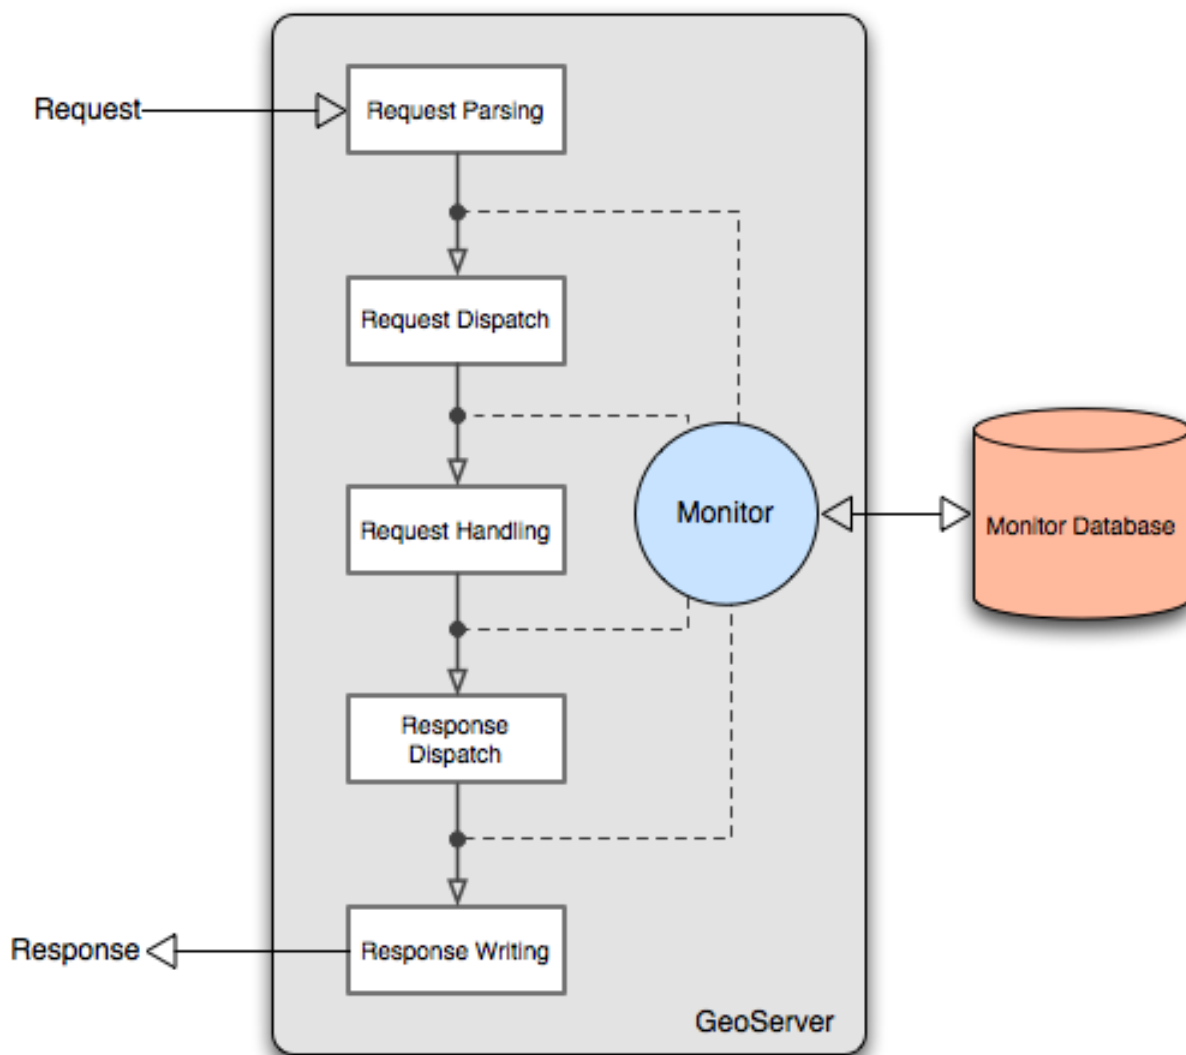 Request
Request Parsing
Request Dispatch
Request Handling
Monitor
Monitor Database
Response
Dispatch
Response
Response Writing
GeoServer